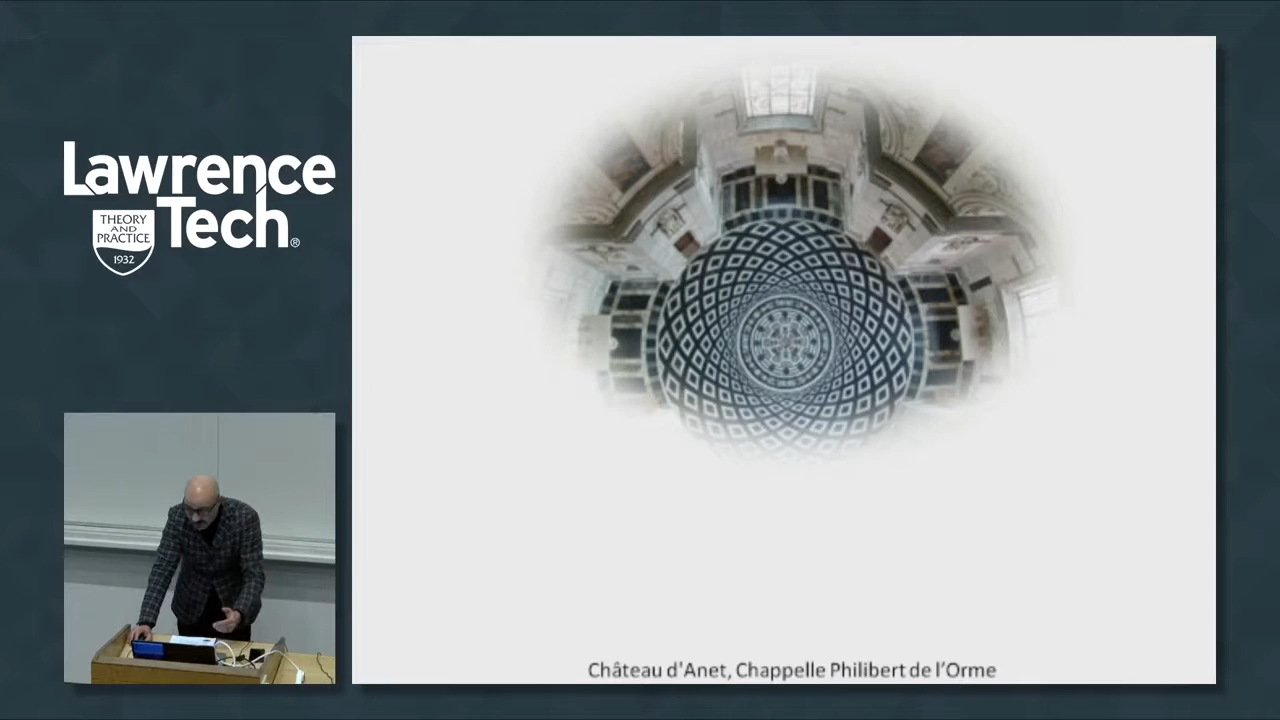 Lawrence
Tech®
THEORY
AND
PRACTICE
1932
Château d'Anet, Chappelle Philibert de l'Orme